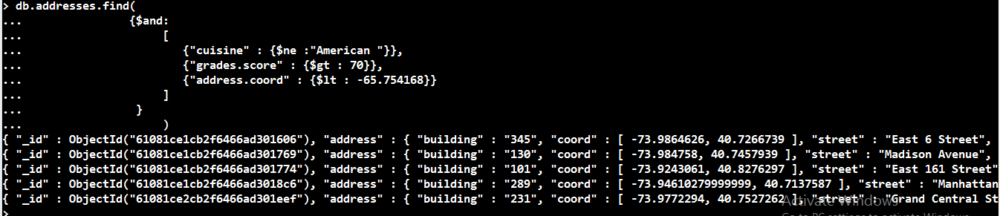 > db.addresses.find(
... {$and:
... [
... {"cuisine" : {$ne :"American "}},
... {"grades.score" : {$gt : 70}},
... {"address.coord" : {$lt : -65.754168}}
... ]
... }
... )
{ "_id" : ObjectId("61081ce1cb2f6466ad301606"), "address" : { "building" : "345", "coord" : [ -73.9864626, 40.7266739 ], "street" : "East 6 Street",
{ "_id" : ObjectId("61081ce1cb2f6466ad301769"), "address" : { "building" : "130", "coord" : [ -73.984758, 40.7457939 ], "street" : "Madison Avenue",
{ "_id" : ObjectId("61081ce1cb2f6466ad301774"), "address" : { "building" : "101", "coord" : [ -73.9243061, 40.8276297 ], "street" : "East 161 Street"
{ "_id" : ObjectId("61081ce2cb2f6466ad3018c6"), "address" : { "building" : "289", "coord" : [ -73.94610279999999, 40.7137587 ], "street" : "Manhattan
{ "_id" : ObjectId("61081ce2cb2f6466ad301eef"), "address" : { "building" : "231", "coord" : [ -73.9772294, 40.7527262 ], "street" : "Grand Central St
Activate Windows
Go to PC settings to activate Windows.
>